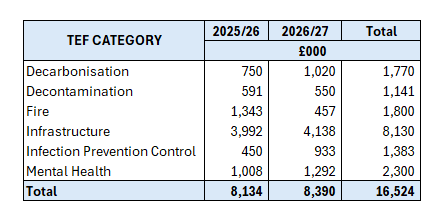 TEF CATEGORY 2025/26 2026/27 Total
£000
Decarbonisation 750 1,020 1,770
Decontamination 591 550 1,141
Fire 1,343 457 1,800
Infrastructure 3,992 4,138 8,130
Infection Prevention Control 450 933 1,383
Mental Health 1,008 1,292 2,300
Total 8,134 8,390 16,524